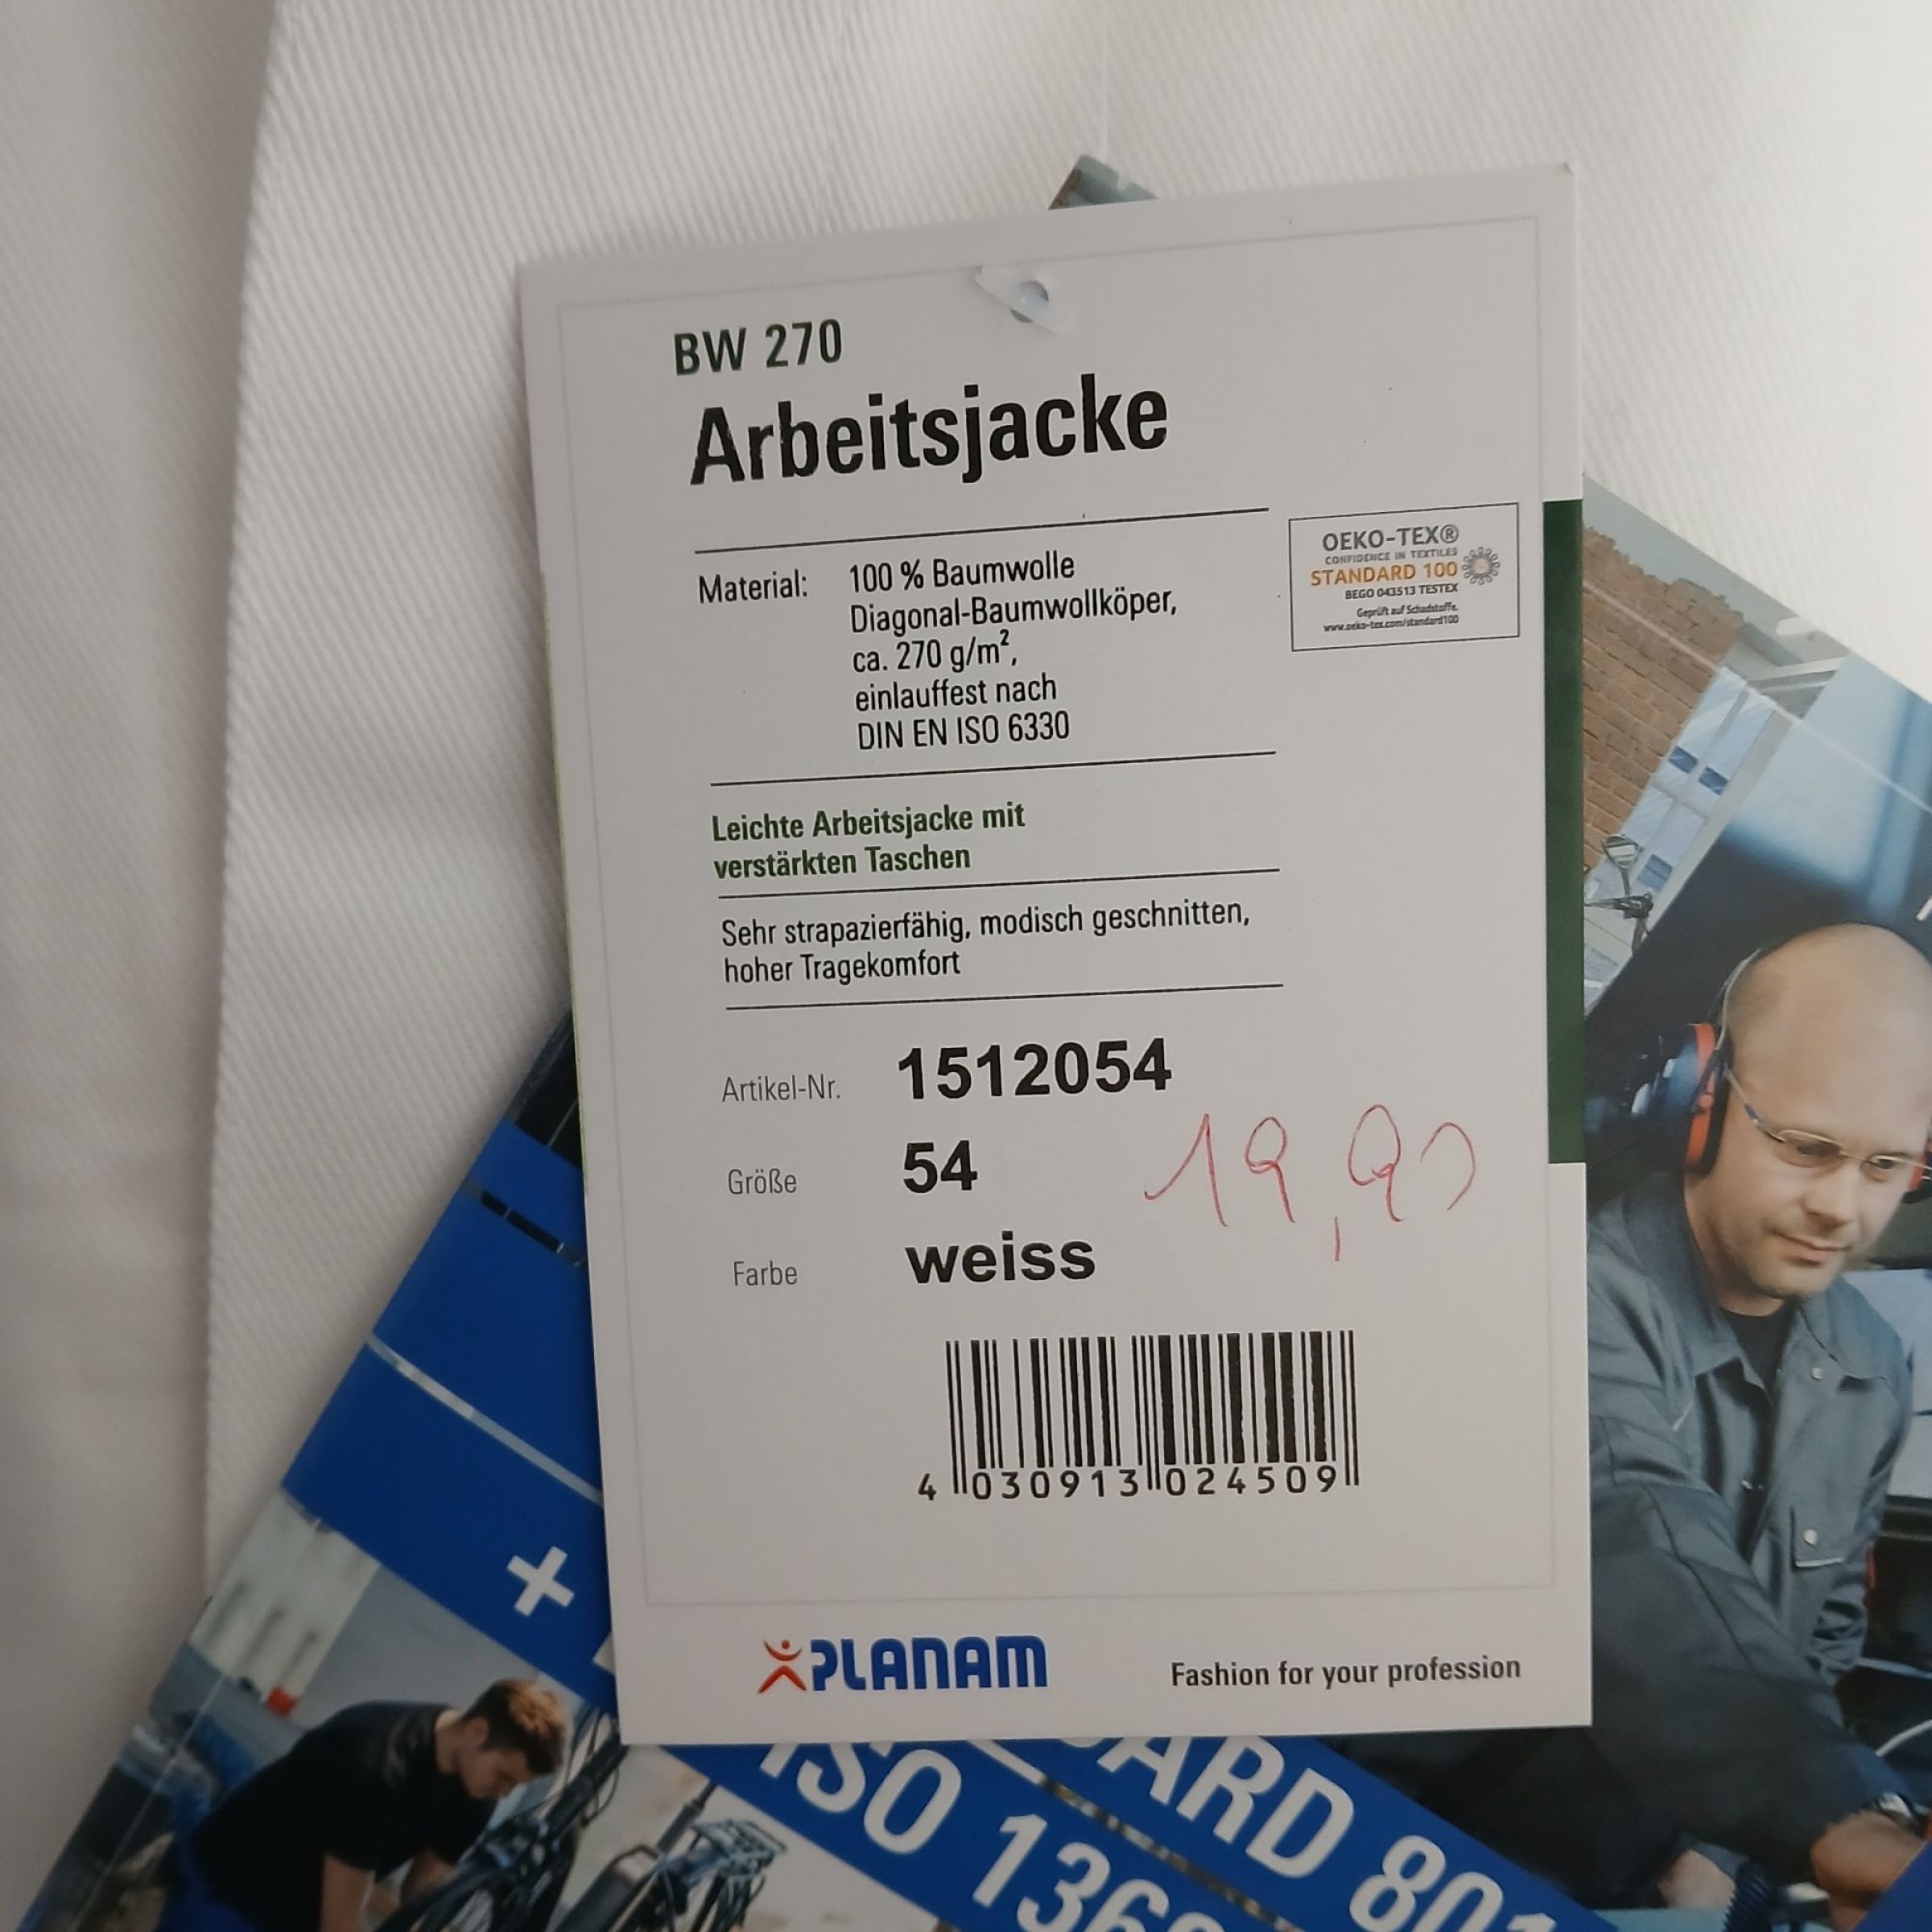 BW 270
Arbeitsjacke
Material: 100 % Baumwolle
Diagonal-Baumwollköper,
ca. 270 g/m²,
einlauffest nach
DIN EN ISO 6330
OEKO-TEX®
CONFIDENCE IN TEXTILES
STANDARD 100
BEGO 043513 TESTEX
Geprüft auf Schadstoffe.
www.oeko-tex.com/standard100
Leichte Arbeitsjacke mit
verstärkten Taschen
Sehr strapazierfähig, modisch geschnitten,
hoher Tragekomfort
Artikel-Nr. 1512054
Größe 54
19,90
Farbe weiss
4 030913 024509
PLANAM
Fashion for your profession
+
ARD 801
ISO 136